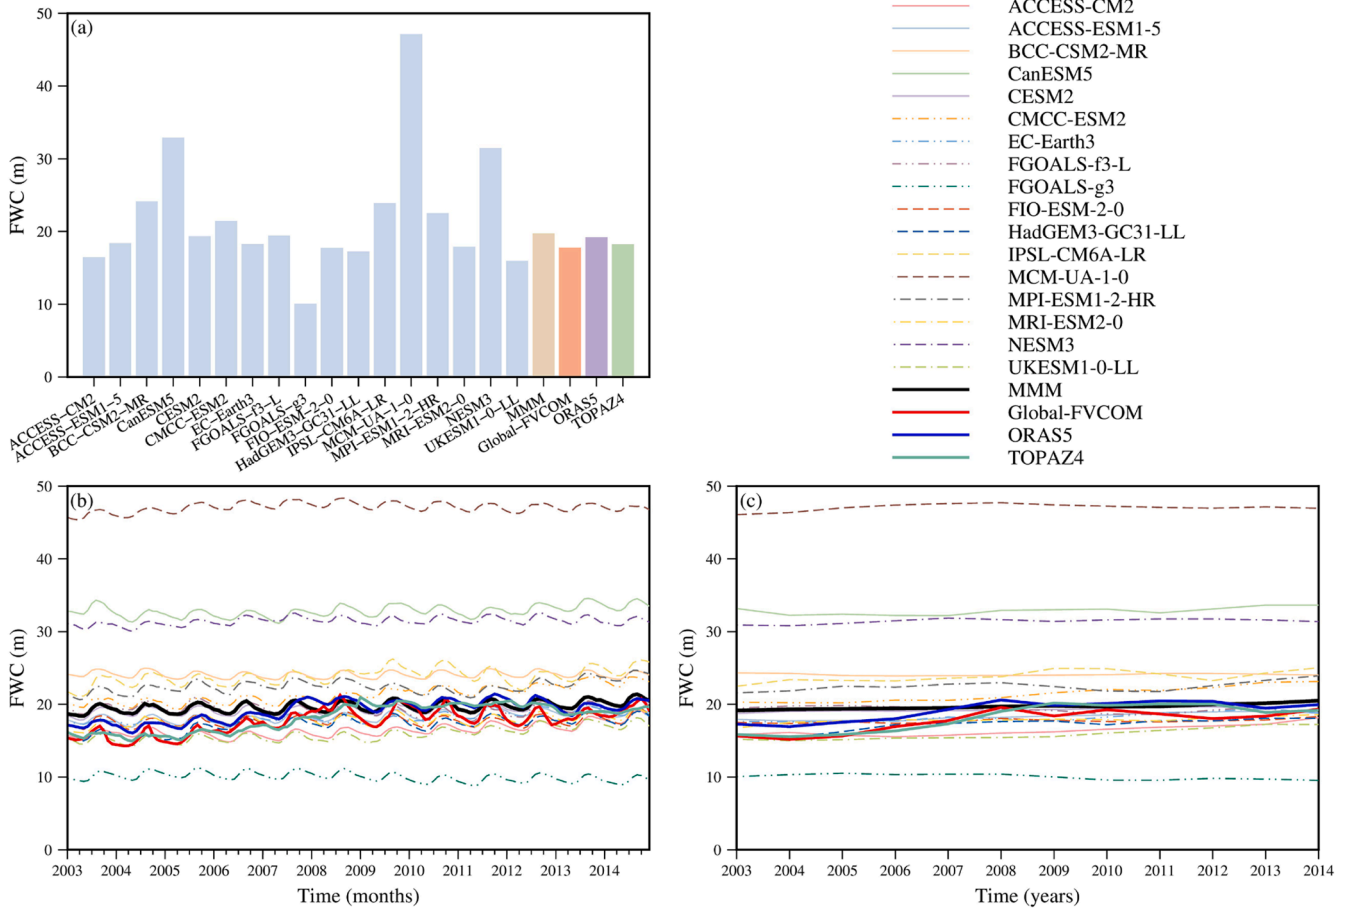 50
40
30
20
10
0
FWC (m)
(a)
ACCESS-CM2
ACCESS-ESM1-5
BCC-CSM2-MR
CanESM5
CESM2
CMCC-ESM2
EC-Earth3
FGOALS-f3-L
FGOALS-g3
FIO-ESM-2-0
HadGEM3-GC31-LL
IPSL-CM6A-LR
MCM-UA-1-0
MPI-ESM1-2-HR
MRI-ESM2-0
NESM3
UKESM1-0-LL
MMM
Global-FVCOM
ORAS5
TOPAZ4
ACCESS-CM2
ACCESS-ESM1-5
BCC-CSM2-MR
CanESM5
CESM2
CMCC-ESM2
EC-Earth3
FGOALS-f3-L
FGOALS-g3
FIO-ESM-2-0
HadGEM3-GC31-LL
IPSL-CM6A-LR
MCM-UA-1-0
MPI-ESM1-2-HR
MRI-ESM2-0
NESM3
UKESM1-0-LL
MMM
Global-FVCOM
ORAS5
TOPAZ4
50
40
30
20
10
0
FWC (m)
(b)
2003 2004 2005 2006 2007 2008 2009 2010 2011 2012 2013 2014
Time (months)
50
40
30
20
10
0
FWC (m)
(c)
2003 2004 2005 2006 2007 2008 2009 2010 2011 2012 2013 2014
Time (years)